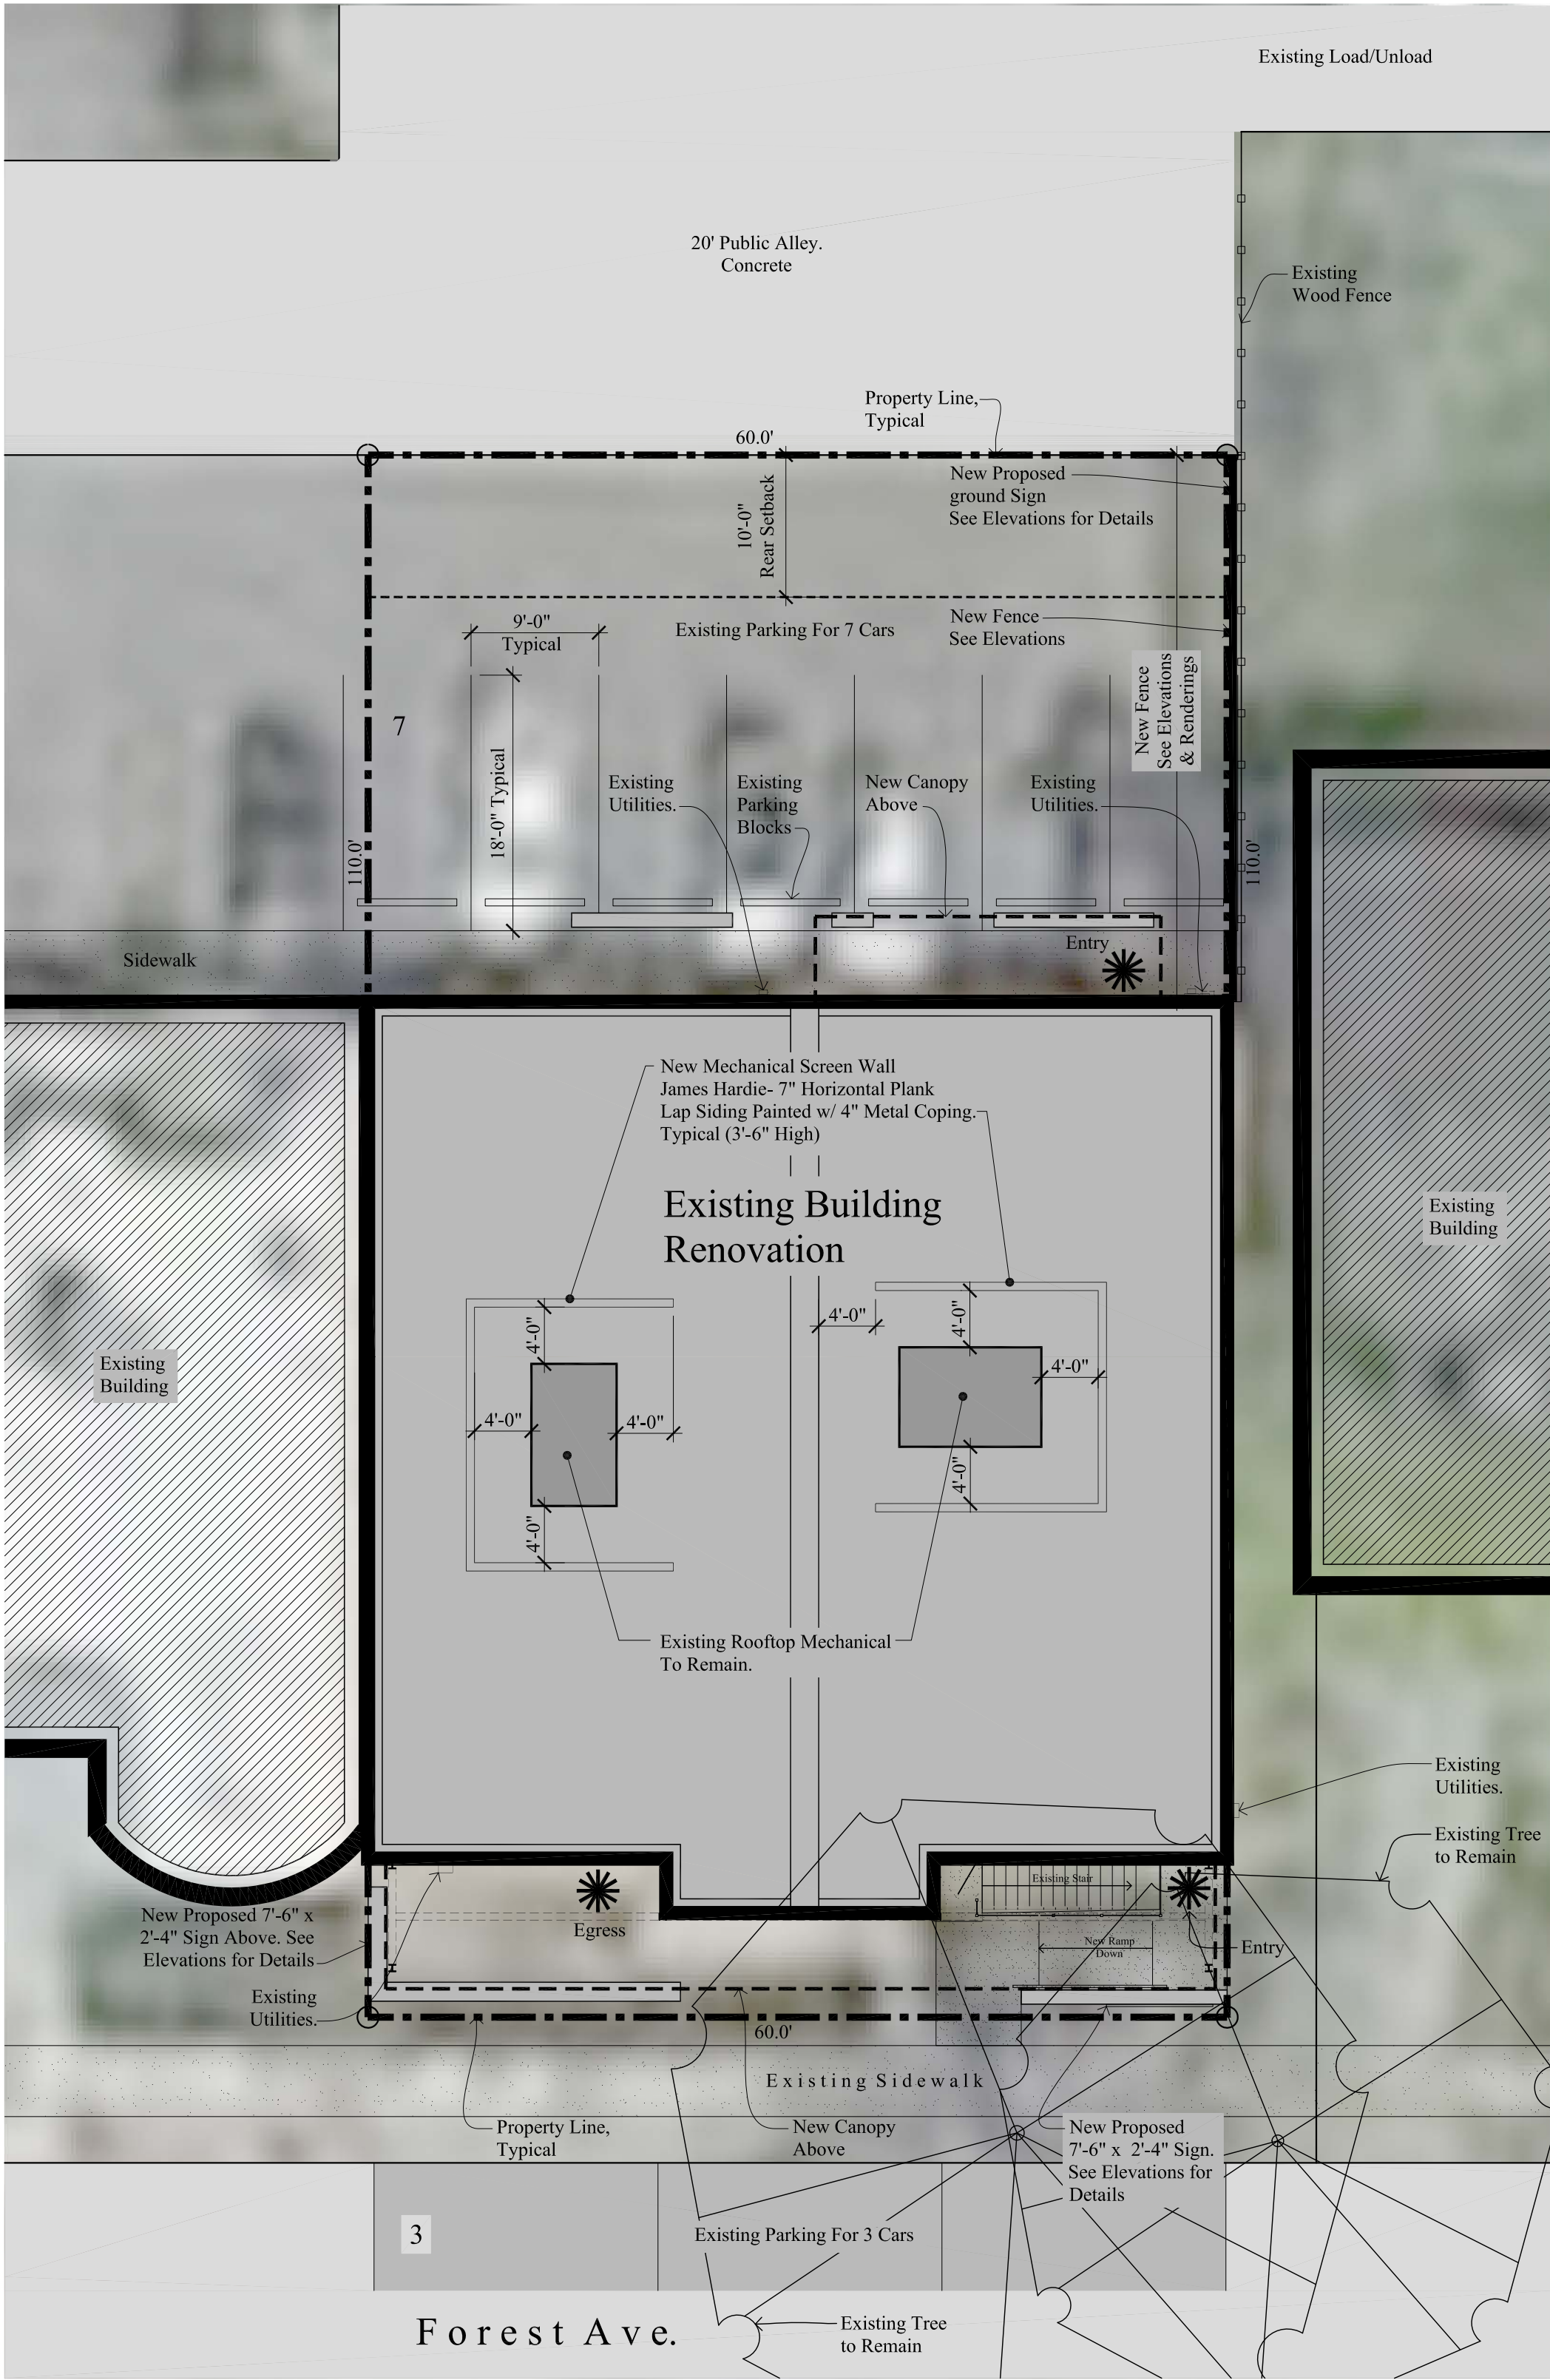 Existing Load/Unload
20' Public Alley.
Concrete
Existing
Wood Fence
Property Line,
Typical
60.0'
New Proposed
ground Sign
See Elevations for Details
10'-0"
Rear Setback
9'-0"
Typical
Existing Parking For 7 Cars
New Fence
See Elevations
New Fence
See Elevations
& Renderings
7
18'-0" Typical
Existing
Utilities.
Existing
Parking
Blocks
New Canopy
Above
Existing
Utilities.
110.0'
110.0'
Sidewalk
Entry
New Mechanical Screen Wall
James Hardie- 7" Horizontal Plank
Lap Siding Painted w/ 4" Metal Coping.
Typical (3'-6" High)
Existing Building
Renovation
Existing
Building
Existing
Building
4'-0"
4'-0"
4'-0"
4'-0"
4'-0"
4'-0"
4'-0"
4'-0"
Existing Rooftop Mechanical
To Remain.
Existing
Utilities.
Existing Tree
to Remain
Existing Stair
New Ramp
Down
Entry
Egress
New Proposed 7'-6" x
2'-4" Sign Above. See
Elevations for Details
Existing
Utilities.
60.0'
Existing Sidewalk
Property Line,
Typical
New Canopy
Above
New Proposed
7'-6" x 2'-4" Sign.
See Elevations for
Details
3
Existing Parking For 3 Cars
Forest Ave.
Existing Tree
to Remain